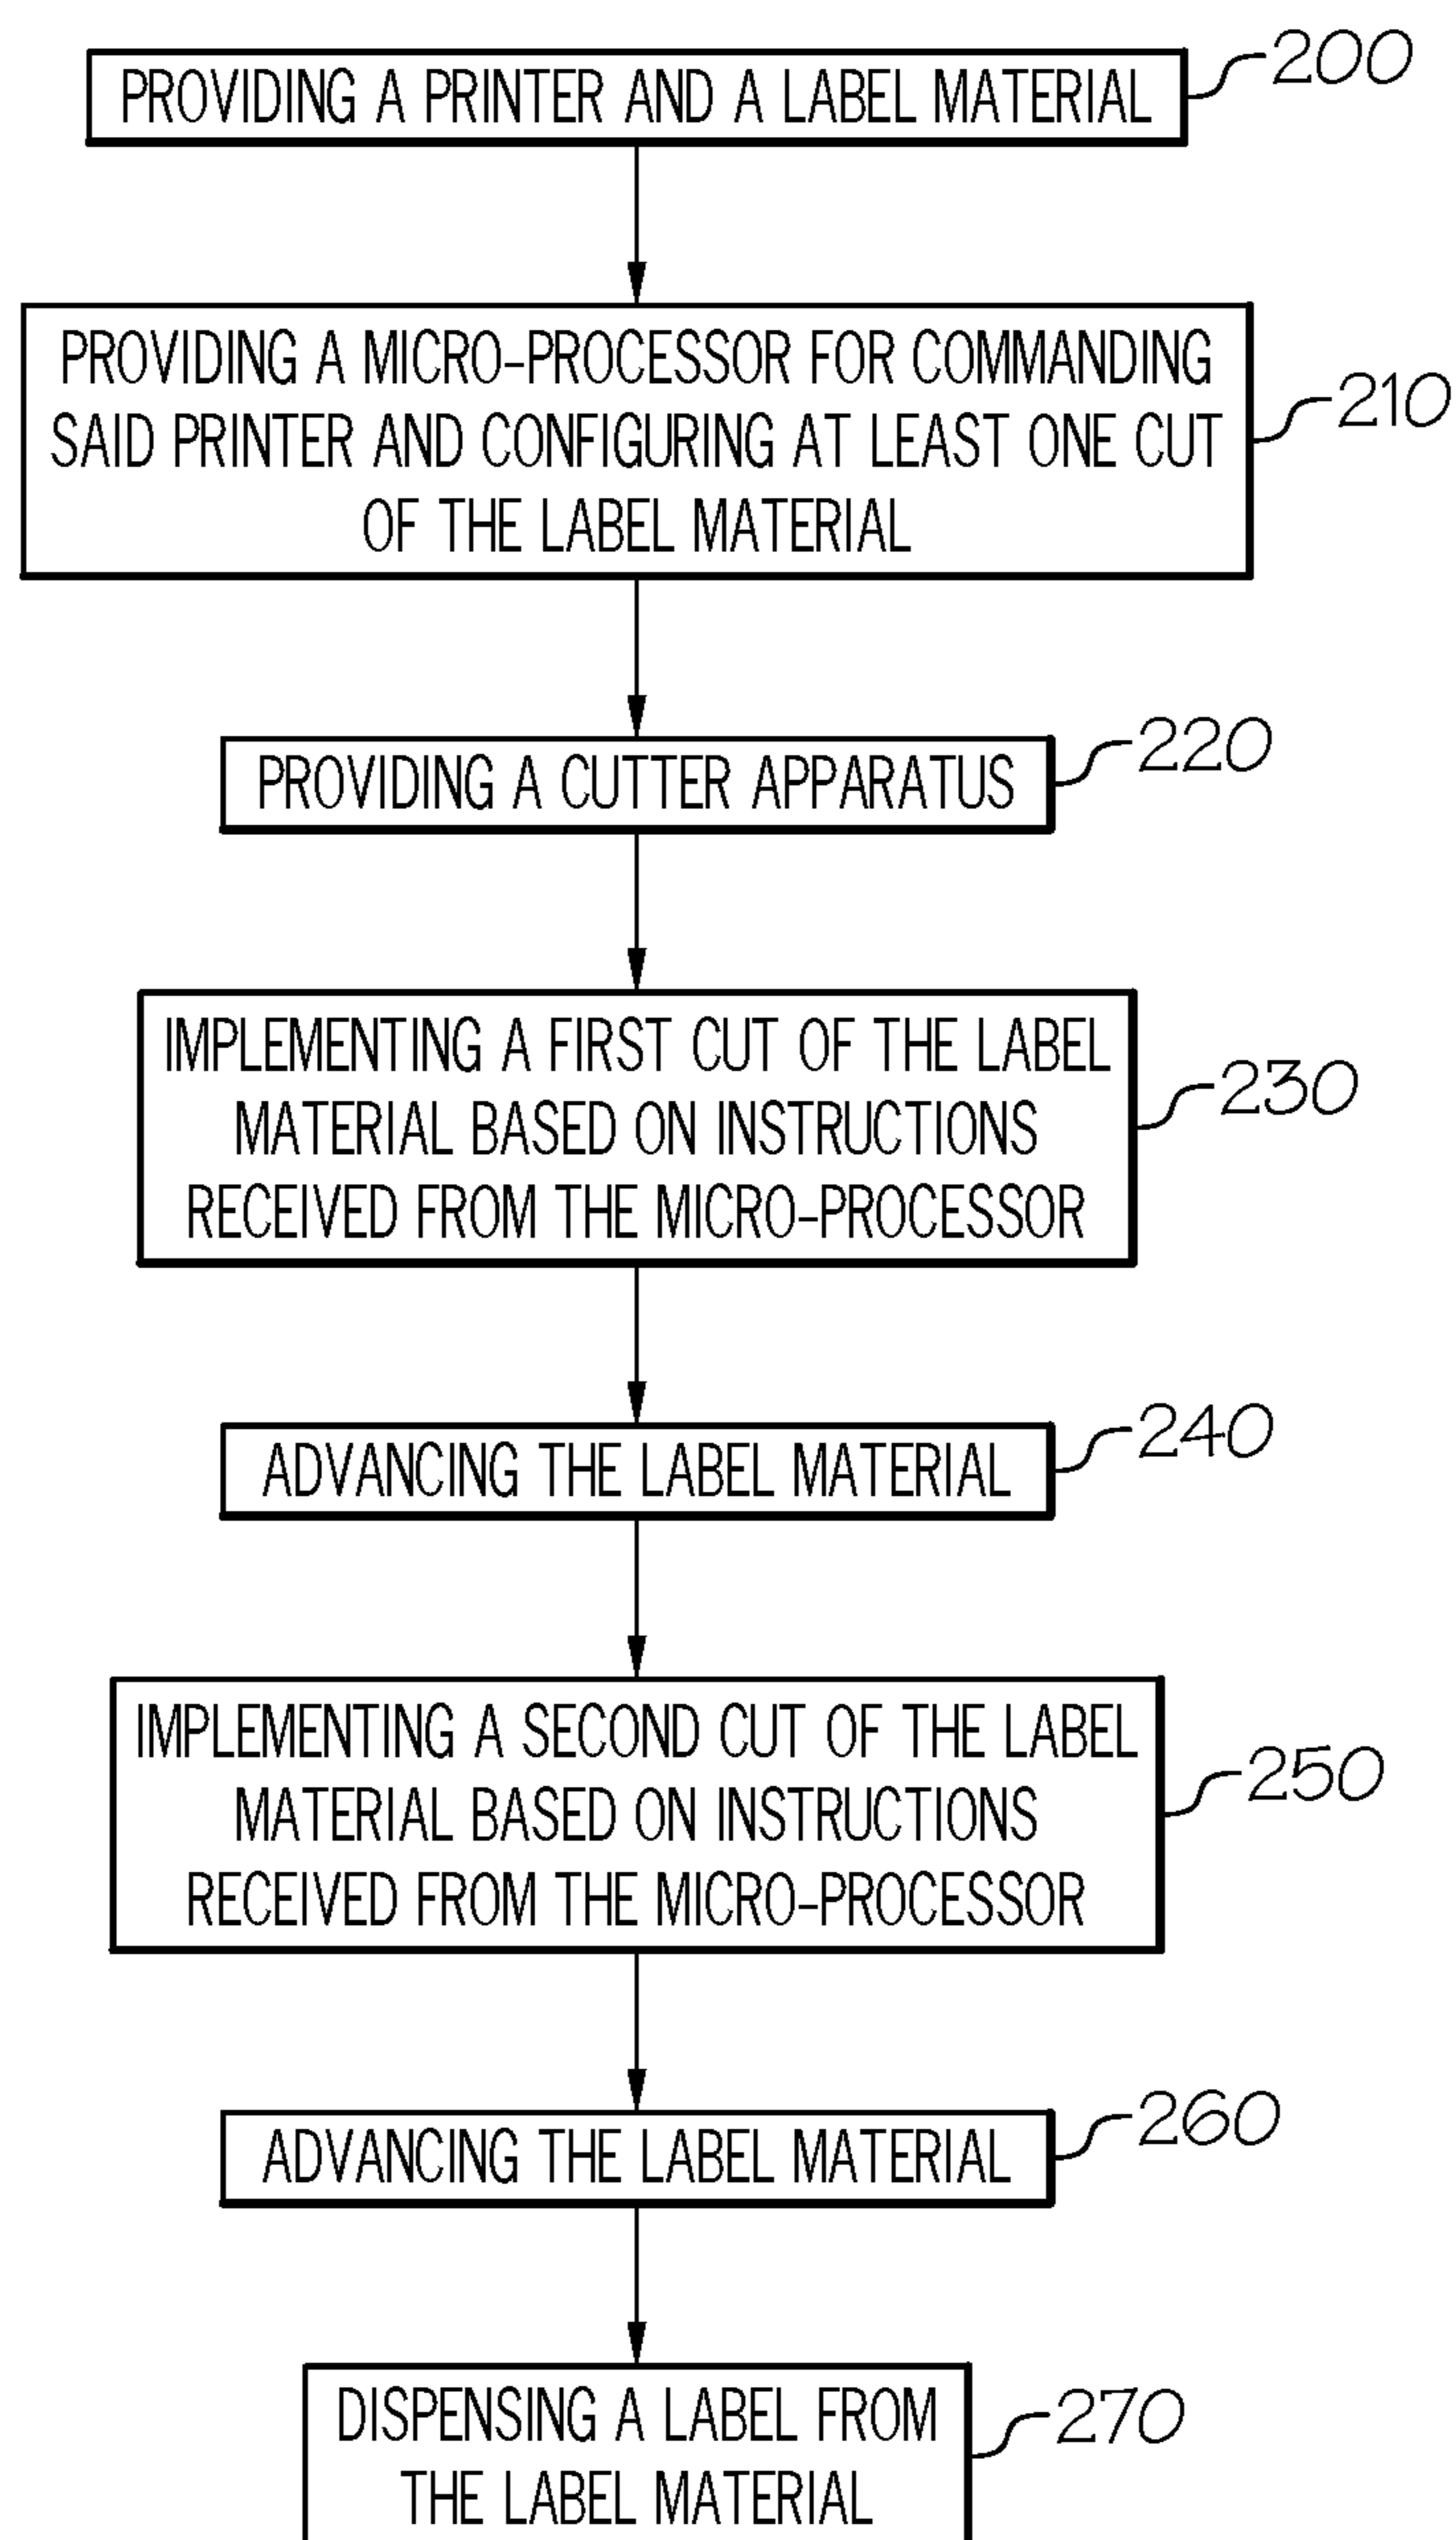 PROVIDING A PRINTER AND A LABEL MATERIAL
200
PROVIDING A MICRO-PROCESSOR FOR COMMANDING
SAID PRINTER AND CONFIGURING AT LEAST ONE CUT
OF THE LABEL MATERIAL
210
PROVIDING A CUTTER APPARATUS
220
IMPLEMENTING A FIRST CUT OF THE LABEL
MATERIAL BASED ON INSTRUCTIONS
RECEIVED FROM THE MICRO-PROCESSOR
230
ADVANCING THE LABEL MATERIAL
240
IMPLEMENTING A SECOND CUT OF THE LABEL
MATERIAL BASED ON INSTRUCTIONS
RECEIVED FROM THE MICRO-PROCESSOR
250
ADVANCING THE LABEL MATERIAL
260
DISPENSING A LABEL FROM
THE LABEL MATERIAL
270